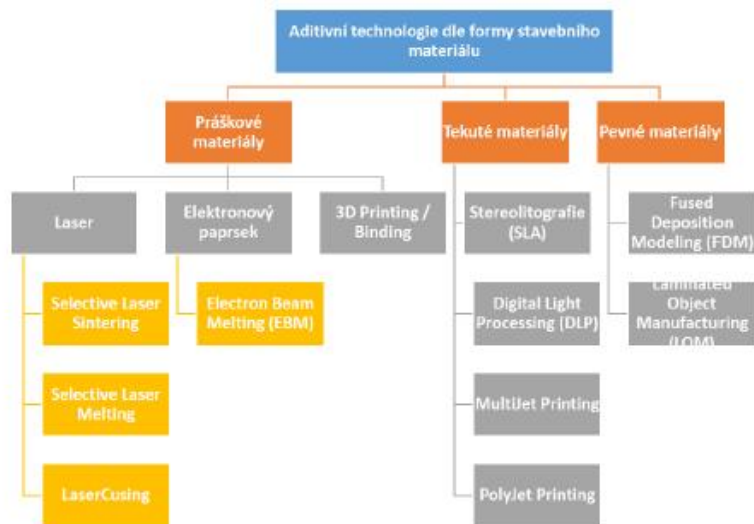 Aditivní technologie dle formy stavebního
materiálu
Práškové
materiály
Tekuté materiály
Pevné materiály
Laser
Elektronový
paprsek
3D Printing /
Binding
Stereolitografie
(SLA)
Fused
Deposition
Modeling (FDM)
Selective Laser
Sintering
Electron Beam
Melting (EBM)
Digital Light
Processing (DLP)
Laminated
Object
Manufacturing
(LOM)
Selective Laser
Melting
MultiJet Printing
LaserCusing
PolyJet Printing